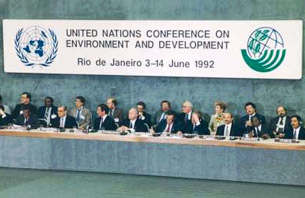 UNITED NATIONS CONFERENCE ON
ENVIRONMENT AND DEVELOPMENT
Rio de Janeiro 3-14 June 1992